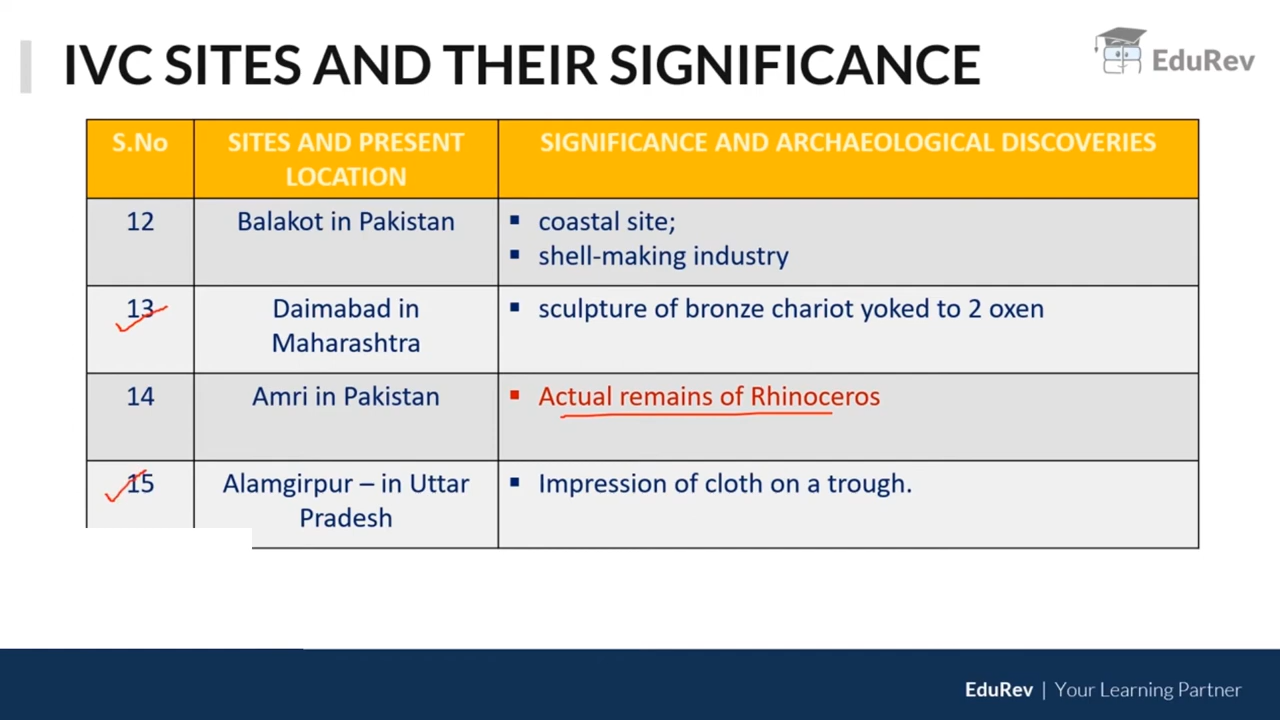 IVC SITES AND THEIR SIGNIFICANCE
EduRev
S.No
SITES AND PRESENT
LOCATION
SIGNIFICANCE AND ARCHAEOLOGICAL DISCOVERIES
12
Balakot in Pakistan
▪ coastal site;
▪ shell-making industry
13
Daimabad in
Maharashtra
▪ sculpture of bronze chariot yoked to 2 oxen
14
Amri in Pakistan
▪ Actual remains of Rhinoceros
15
Alamgirpur – in Uttar
Pradesh
▪ Impression of cloth on a trough.
EduRev | Your Learning Partner